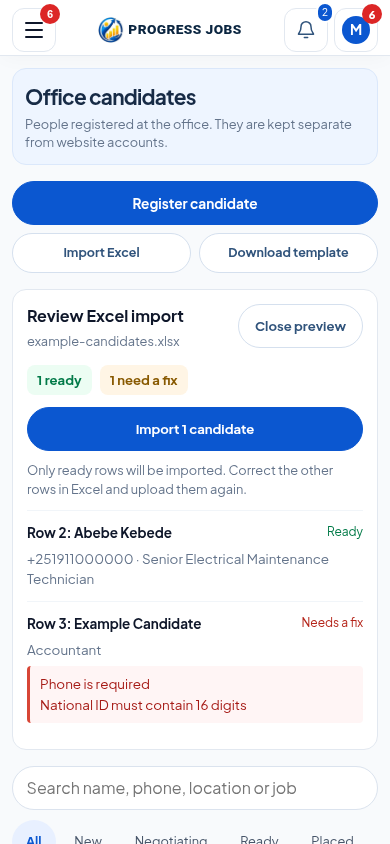 6
PROGRESS JOBS
2
M
6
Office candidates
People registered at the office. They are kept separate
from website accounts.
Register candidate
Import Excel
Download template
Review Excel import
example-candidates.xlsx
Close preview
1 ready
1 need a fix
Import 1 candidate
Only ready rows will be imported. Correct the other
rows in Excel and upload them again.
Row 2: Abebe Kebede
Ready
+251911000000 · Senior Electrical Maintenance
Technician
Row 3: Example Candidate
Needs a fix
Accountant
Phone is required
National ID must contain 16 digits
Search name, phone, location or job
All
New
Negotiating
Ready
Placed